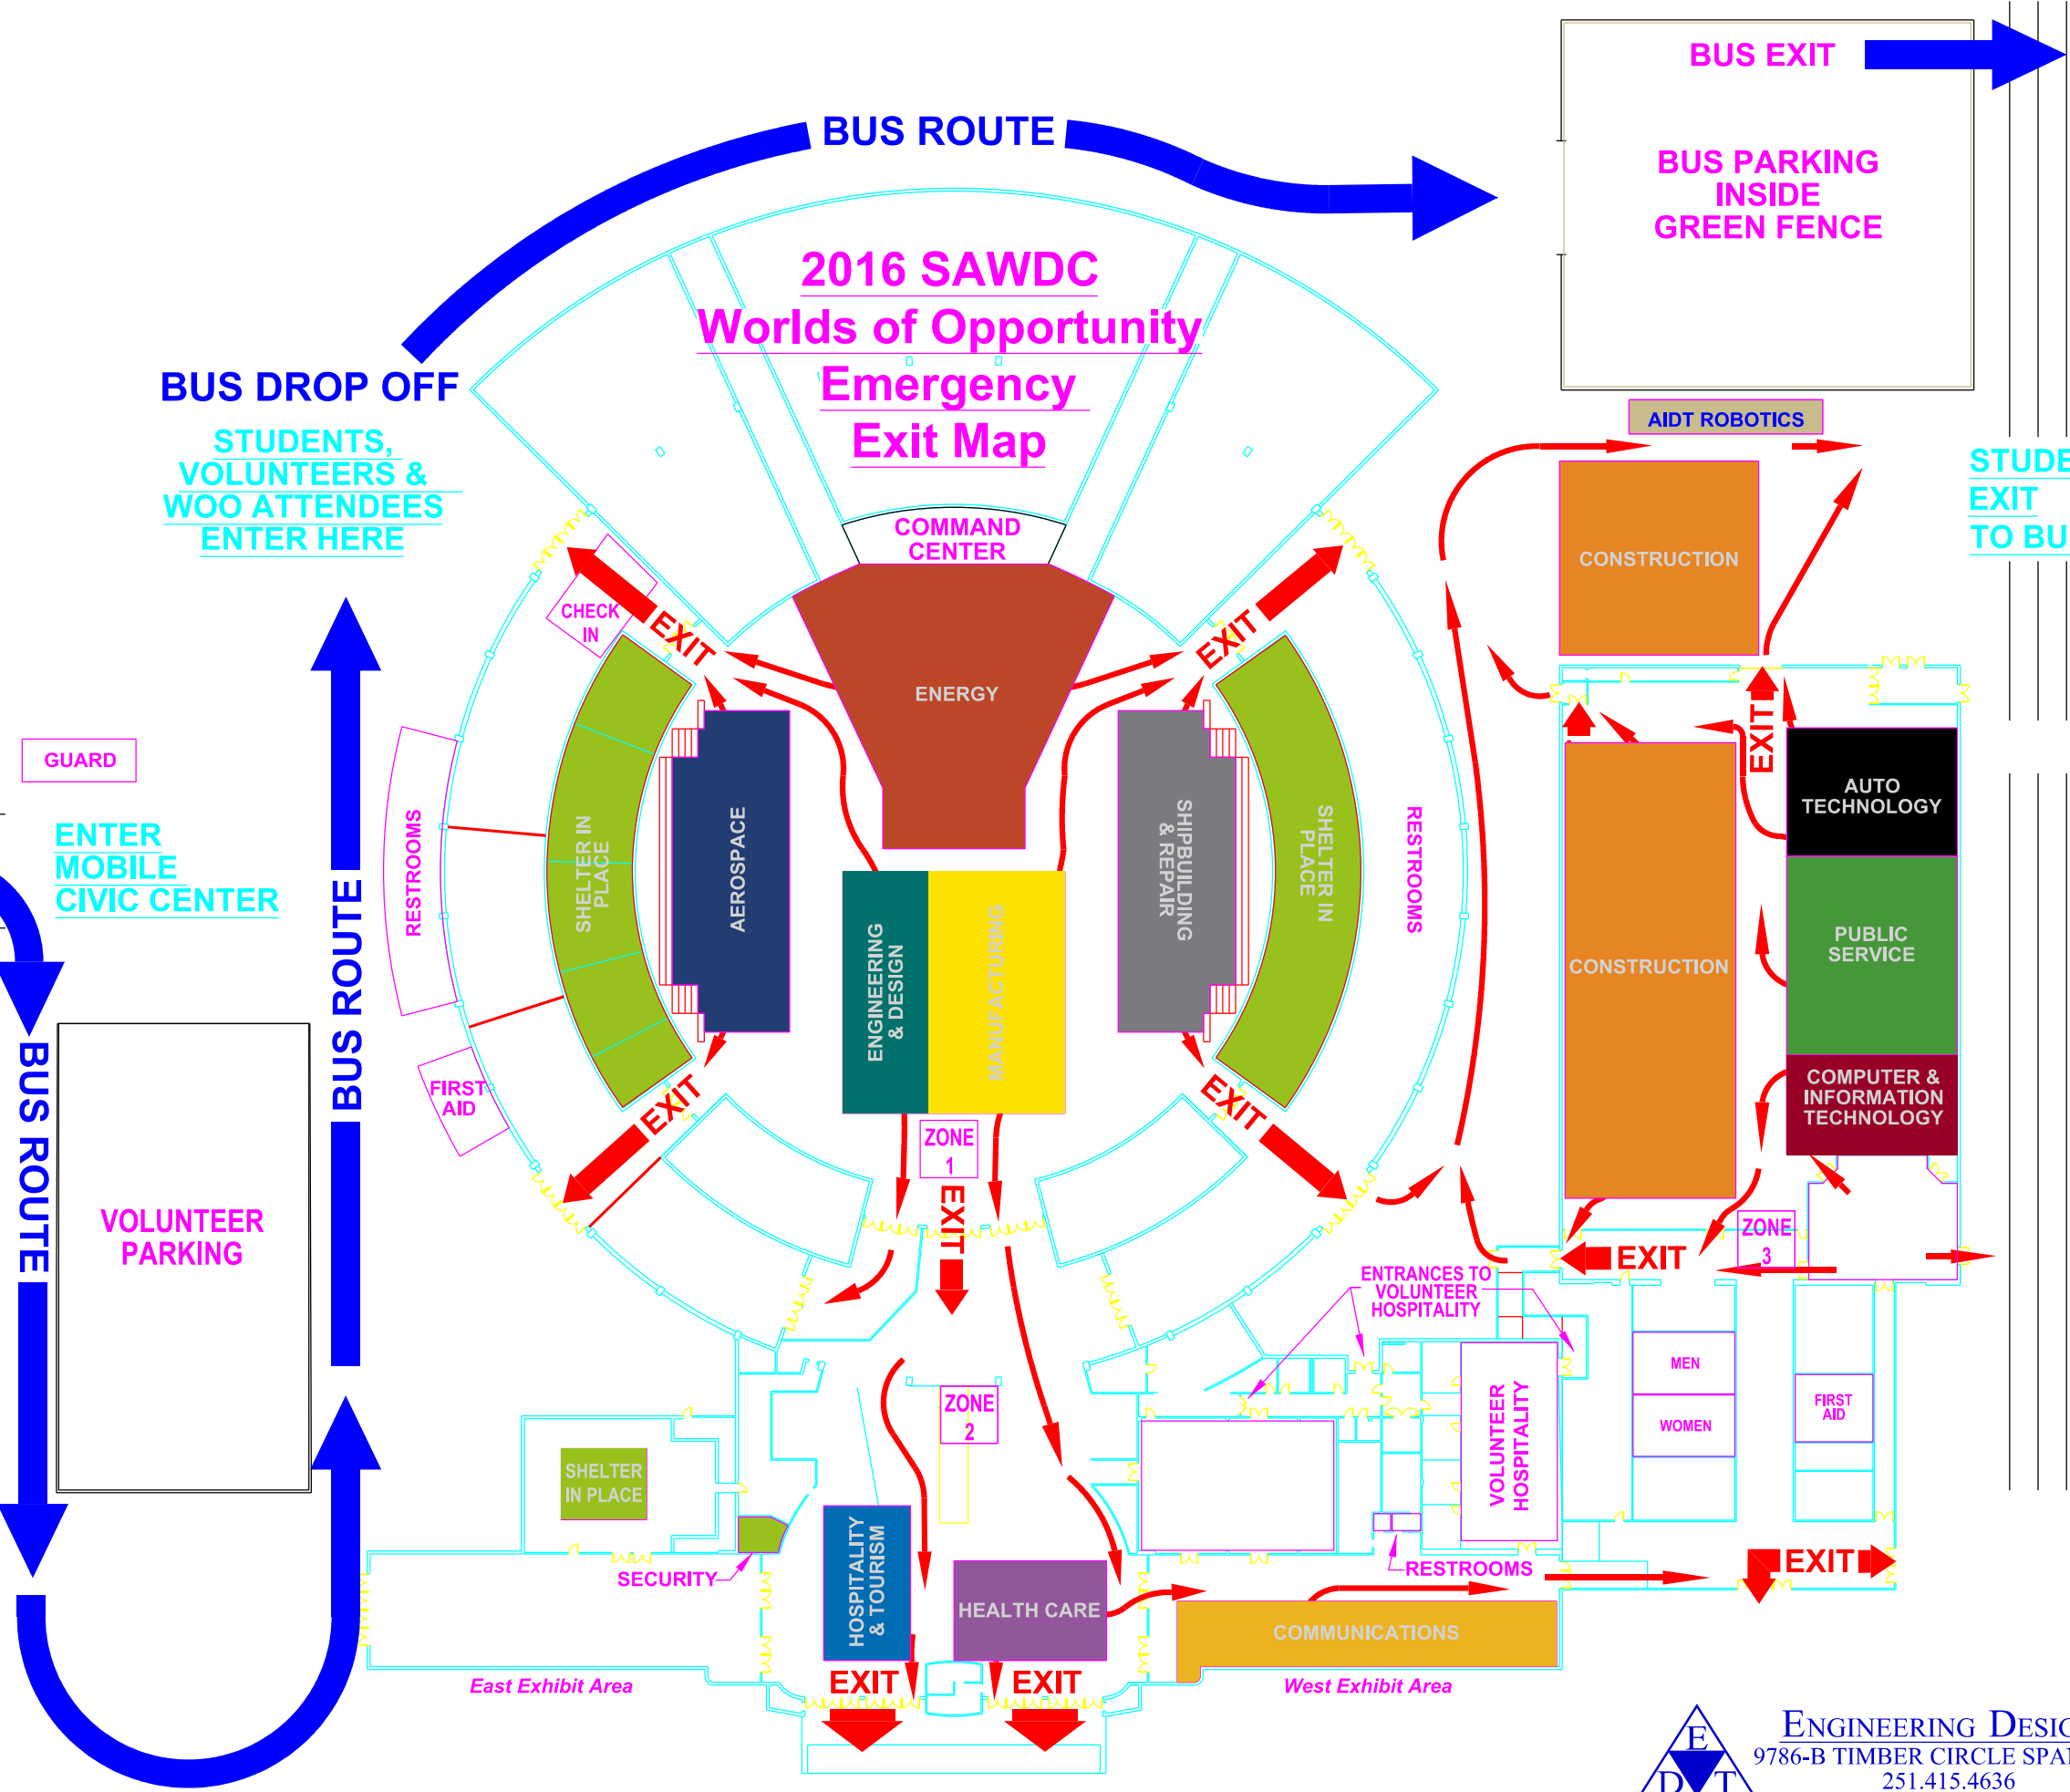 BUS EXIT
BUS ROUTE
BUS PARKING
INSIDE
GREEN FENCE
2016 SAWDC
Worlds of Opportunity
Emergency
Exit Map
BUS DROP OFF
STUDENTS,
VOLUNTEERS &
WOO ATTENDEES
ENTER HERE
AIDT ROBOTICS
EXIT
COMMAND
CENTER
CONSTRUCTION
CHECK
IN
EXIT
EXIT
ENERGY
EXIT
GUARD
ENTER
MOBILE
CIVIC CENTER
RESTROOMS
SHELTER IN
PLACE
AEROSPACE
SHIPBUILDING
& REPAIR
SHELTER IN
PLACE
RESTROOMS
AUTO
TECHNOLOGY
PUBLIC
SERVICE
CONSTRUCTION
ENGINEERING
& DESIGN
MANUFACTURING
BUS ROUTE
BUS ROUTE
FIRST
AID
EXIT
EXIT
COMPUTER &
INFORMATION
TECHNOLOGY
ZONE
1
EXIT
VOLUNTEER
PARKING
ZONE
3
EXIT
ENTRANCES TO
VOLUNTEER
HOSPITALITY
MEN
WOMEN
FIRST
AID
ZONE
2
VOLUNTEER
HOSPITALITY
SHELTER
IN PLACE
SECURITY
HOSPITALITY
& TOURISM
HEALTH CARE
RESTROOMS
EXIT
COMMUNICATIONS
EXIT
EXIT
East Exhibit Area
West Exhibit Area
E
D T
ENGINEERING
9786-B TIMBER CIRCLE
251.415.4636